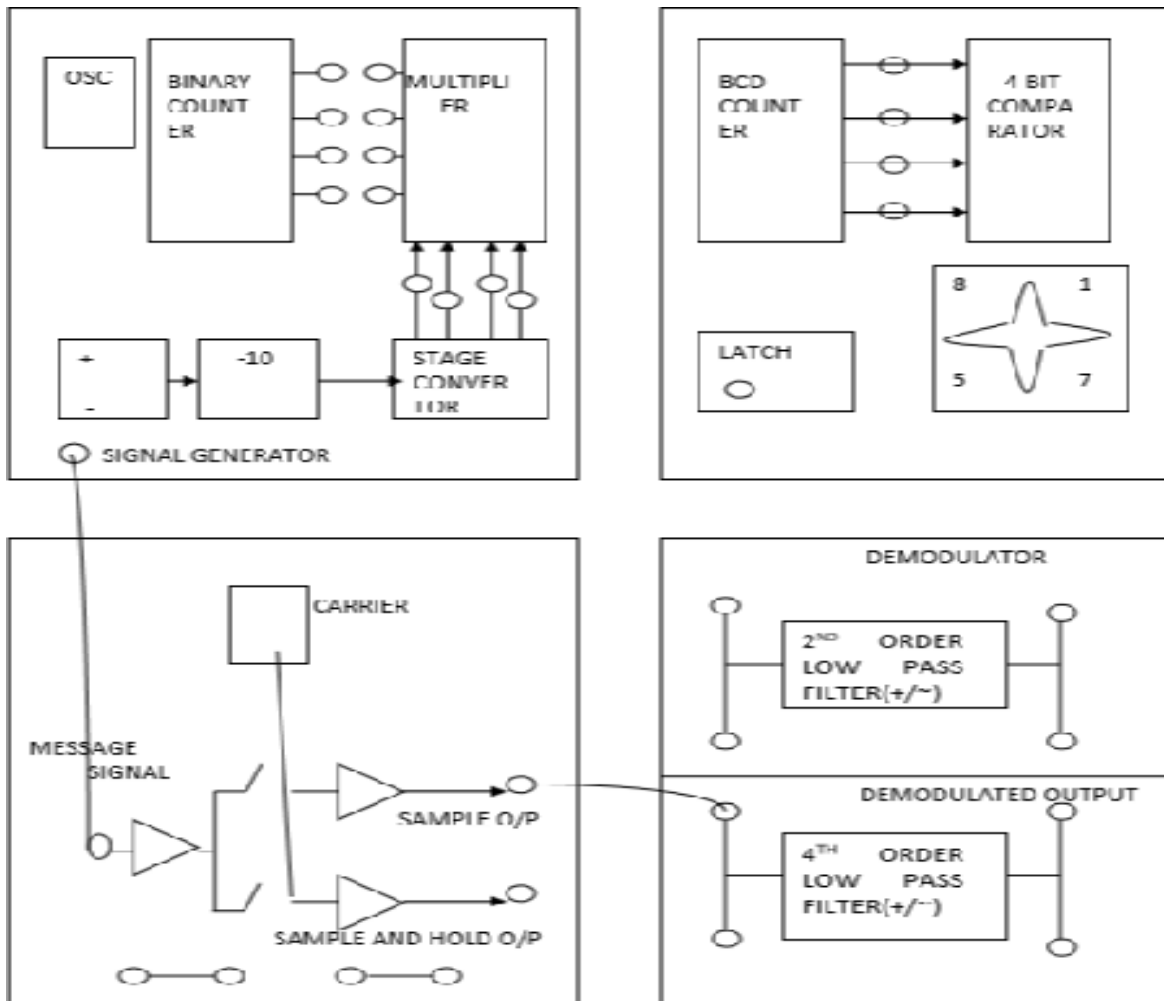 OSC
BINARY
COUNT
ER
MULTIPLI
ER
+
-
-10
STAGE
CONVER
TOR
SIGNAL GENERATOR
BCD
COUNT
ER
4 BIT
COMPA
RATOR
LATCH
8 1
5 7
CARRIER
MESSAGE
SIGNAL
SAMPLE O/P
SAMPLE AND HOLD O/P
DEMODULATOR
2ND ORDER
LOW PASS
FILTER(+/~)
DEMODULATED OUTPUT
4TH ORDER
LOW PASS
FILTER(+/~)